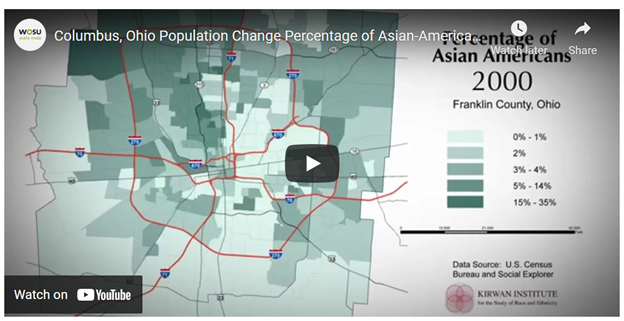 WOSU
public media
Columbus, Ohio Population Change Percentage of Asian-America...
Watch later
Share
Percentage of
Asian Americans
2000
Franklin County, Ohio
0% - 1%
2%
3% - 4%
5% - 14%
15% - 35%
Data Source: U.S. Census
Bureau and Social Explorer
KIRWAN INSTITUTE
for the Study of Race and Ethnicity
Watch on YouTube